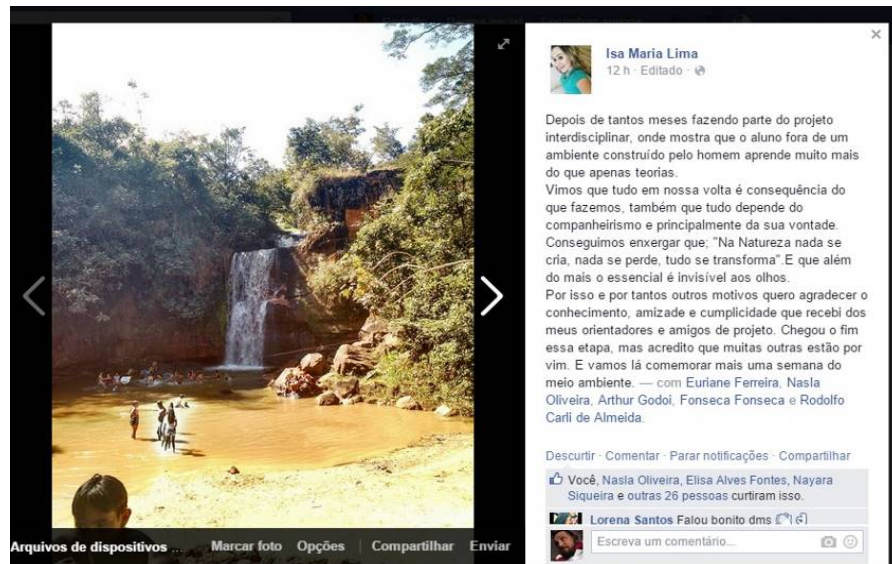 Isa Maria Lima
12 h · Editado ·
Depois de tantos meses fazendo parte do projeto
interdisciplinar, onde mostra que o aluno fora de um
ambiente construído pelo homem aprende muito mais
do que apenas teorias.
Vimos que tudo em nossa volta é consequência do
que fazemos, também que tudo depende do
companheirismo e principalmente da sua vontade.
Conseguimos enxergar que; "Na Natureza nada se
cria, nada se perde, tudo se transforma".E que além
do mais o essencial é invisível aos olhos.
Por isso e por tantos outros motivos quero agradecer o
conhecimento, amizade e cumplicidade que recebi dos
meus orientadores e amigos de projeto. Chegou o fim
essa etapa, mas acredito que muitas outras estão por
vim. E vamos lá comemorar mais uma semana do
meio ambiente. — com Euriane Ferreira, Nasla
Oliveira, Arthur Godoi, Fonseca Fonseca e Rodolfo
Carli de Almeida.
Descurtir · Comentar · Parar notificações · Compartilhar
Você, Nasla Oliveira, Elisa Alves Fontes, Nayara
Siqueira e outras 26 pessoas curtiram isso.
Lorena Santos Falou bonito dms
Escreva um comentário...
Arquivos de dispositivos ... Marcar foto Opções Compartilhar Enviar